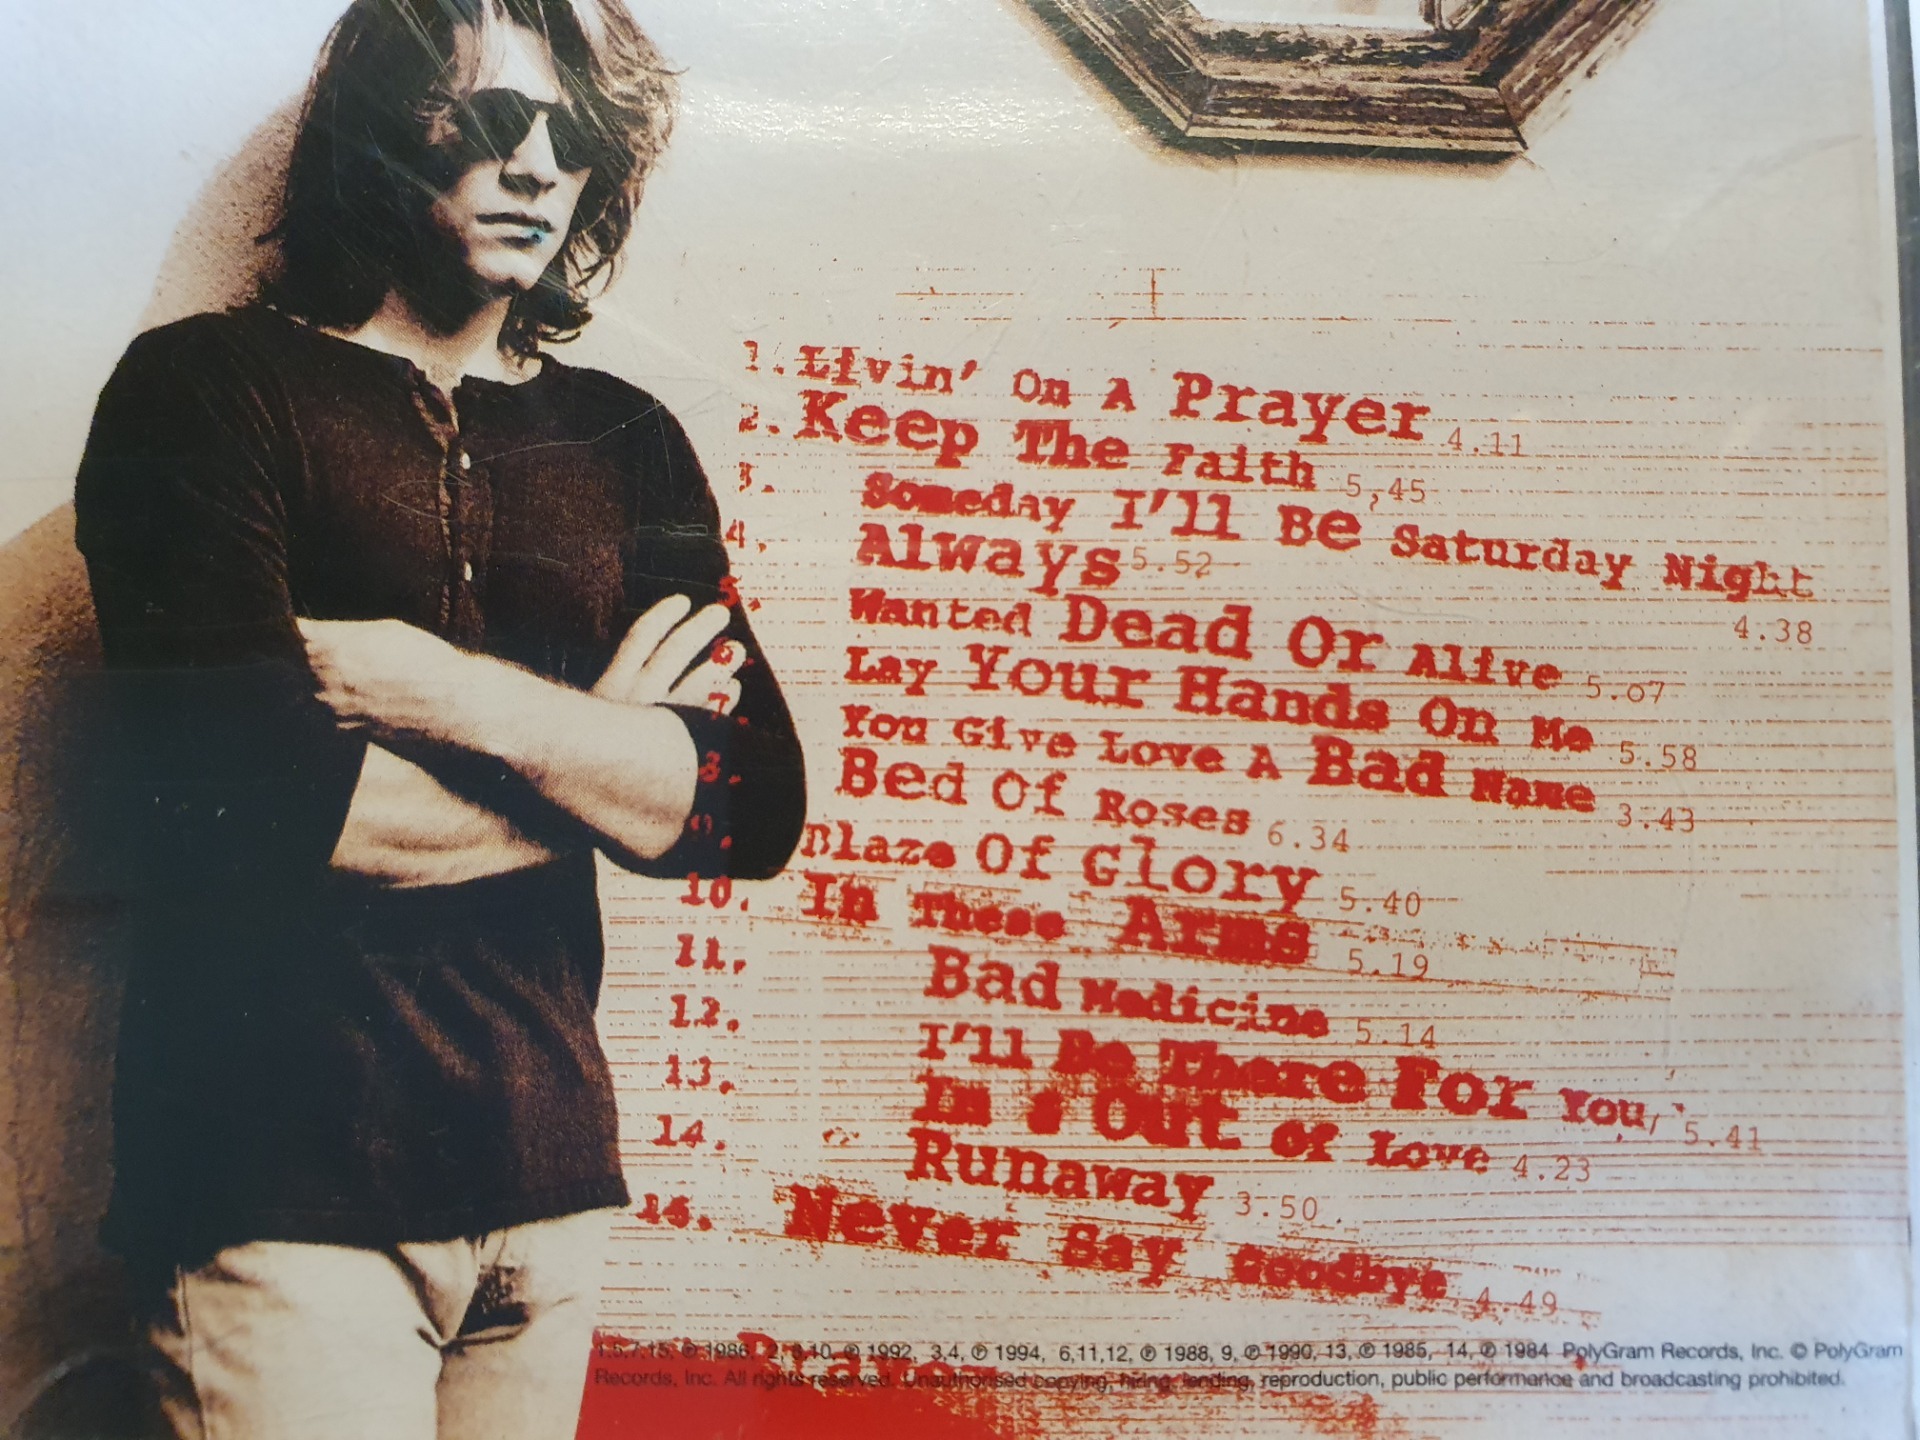 1. Livin' On A Prayer 4.11
2. Keep The Faith 5,45
3. Someday I'll Be Saturday Night
4.38
4. Always 5.52
5. Wanted Dead Or Alive 5.07
6. Lay Your Hands On Me 5.58
7. You Give Love A Bad Name 3.43
8. Bed Of Roses 6.34
9. Blaze Of Glory 5.40
10. In These Arms 5.19
11. Bad Medicine 5.14
12. I'll Be There For You, 5.41
13. In & Out of Love 4.23
14. Runaway 3.50
15. Never Say Goodbye 4.49
1.5.7.15, ℗ 1986, 2, 8,10, ℗ 1992, 3,4, ℗ 1994, 6,11,12, ℗ 1988, 9, ℗ 1990, 13, ℗ 1985, 14, ℗ 1984 PolyGram Records, Inc. © PolyGram
Records, Inc. All rights reserved. Unauthorised copying, hiring, lending, reproduction, public performance and broadcasting prohibited.